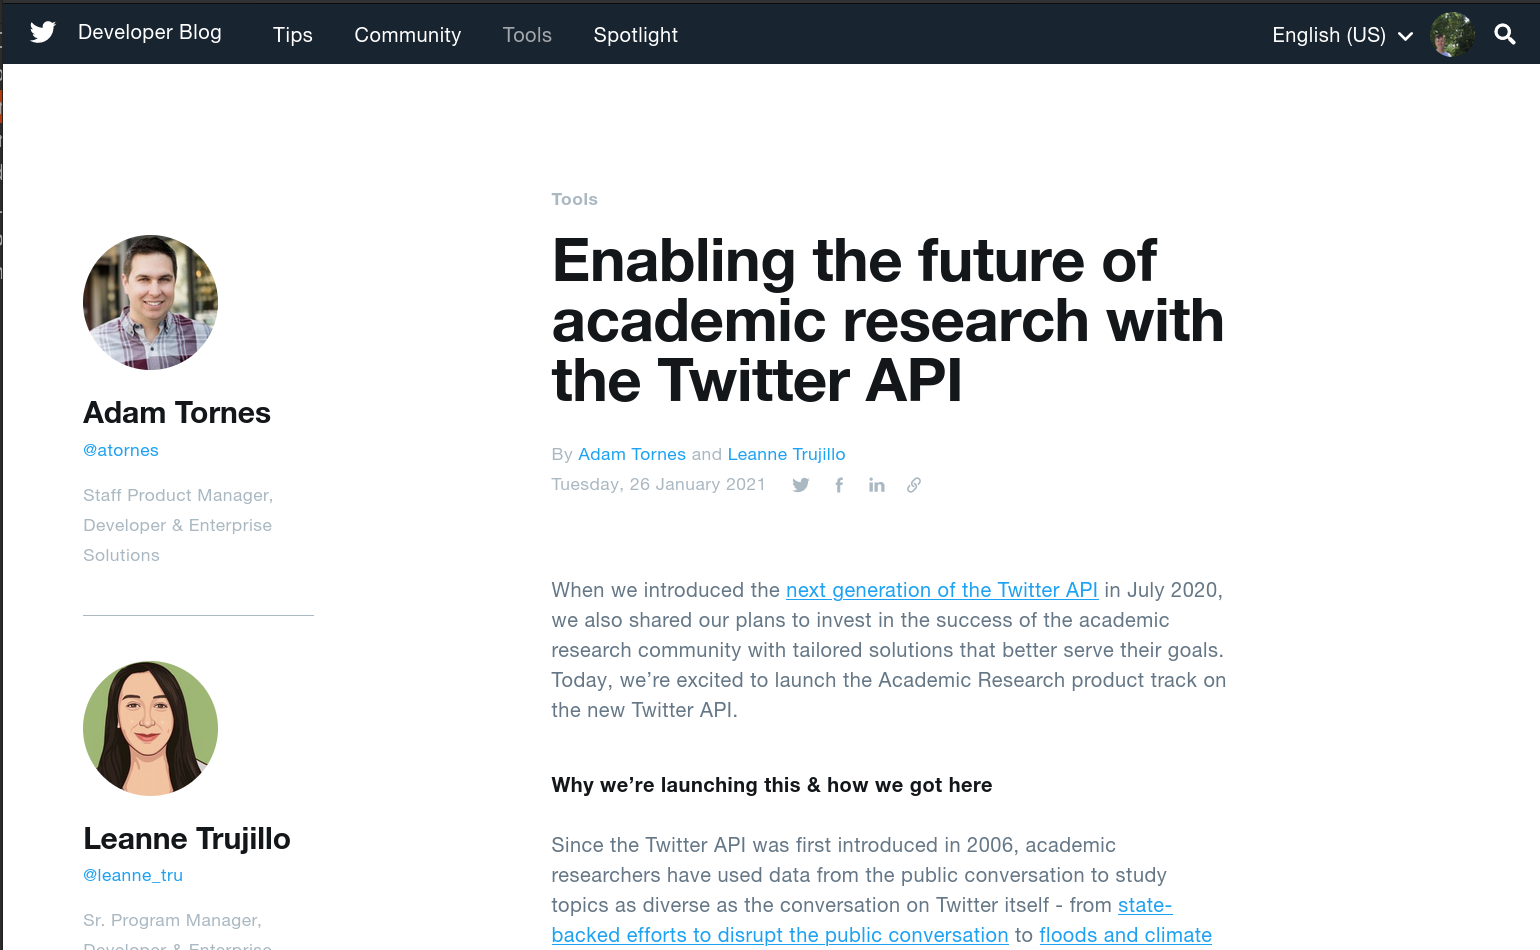 Developer Blog
Tips
Community
Tools
Spotlight
English (US)
Adam Tornes
@atornes
Staff Product Manager,
Developer & Enterprise
Solutions
Leanne Trujillo
@leanne_tru
Sr. Program Manager,
Developer & Enterprise
Tools
Enabling the future of
academic research with
the Twitter API
By Adam Tornes and Leanne Trujillo
Tuesday, 26 January 2021
When we introduced the next generation of the Twitter API in July 2020,
we also shared our plans to invest in the success of the academic
research community with tailored solutions that better serve their goals.
Today, we’re excited to launch the Academic Research product track on
the new Twitter API.
Why we’re launching this & how we got here
Since the Twitter API was first introduced in 2006, academic
researchers have used data from the public conversation to study
topics as diverse as the conversation on Twitter itself - from state-
backed efforts to disrupt the public conversation to floods and climate